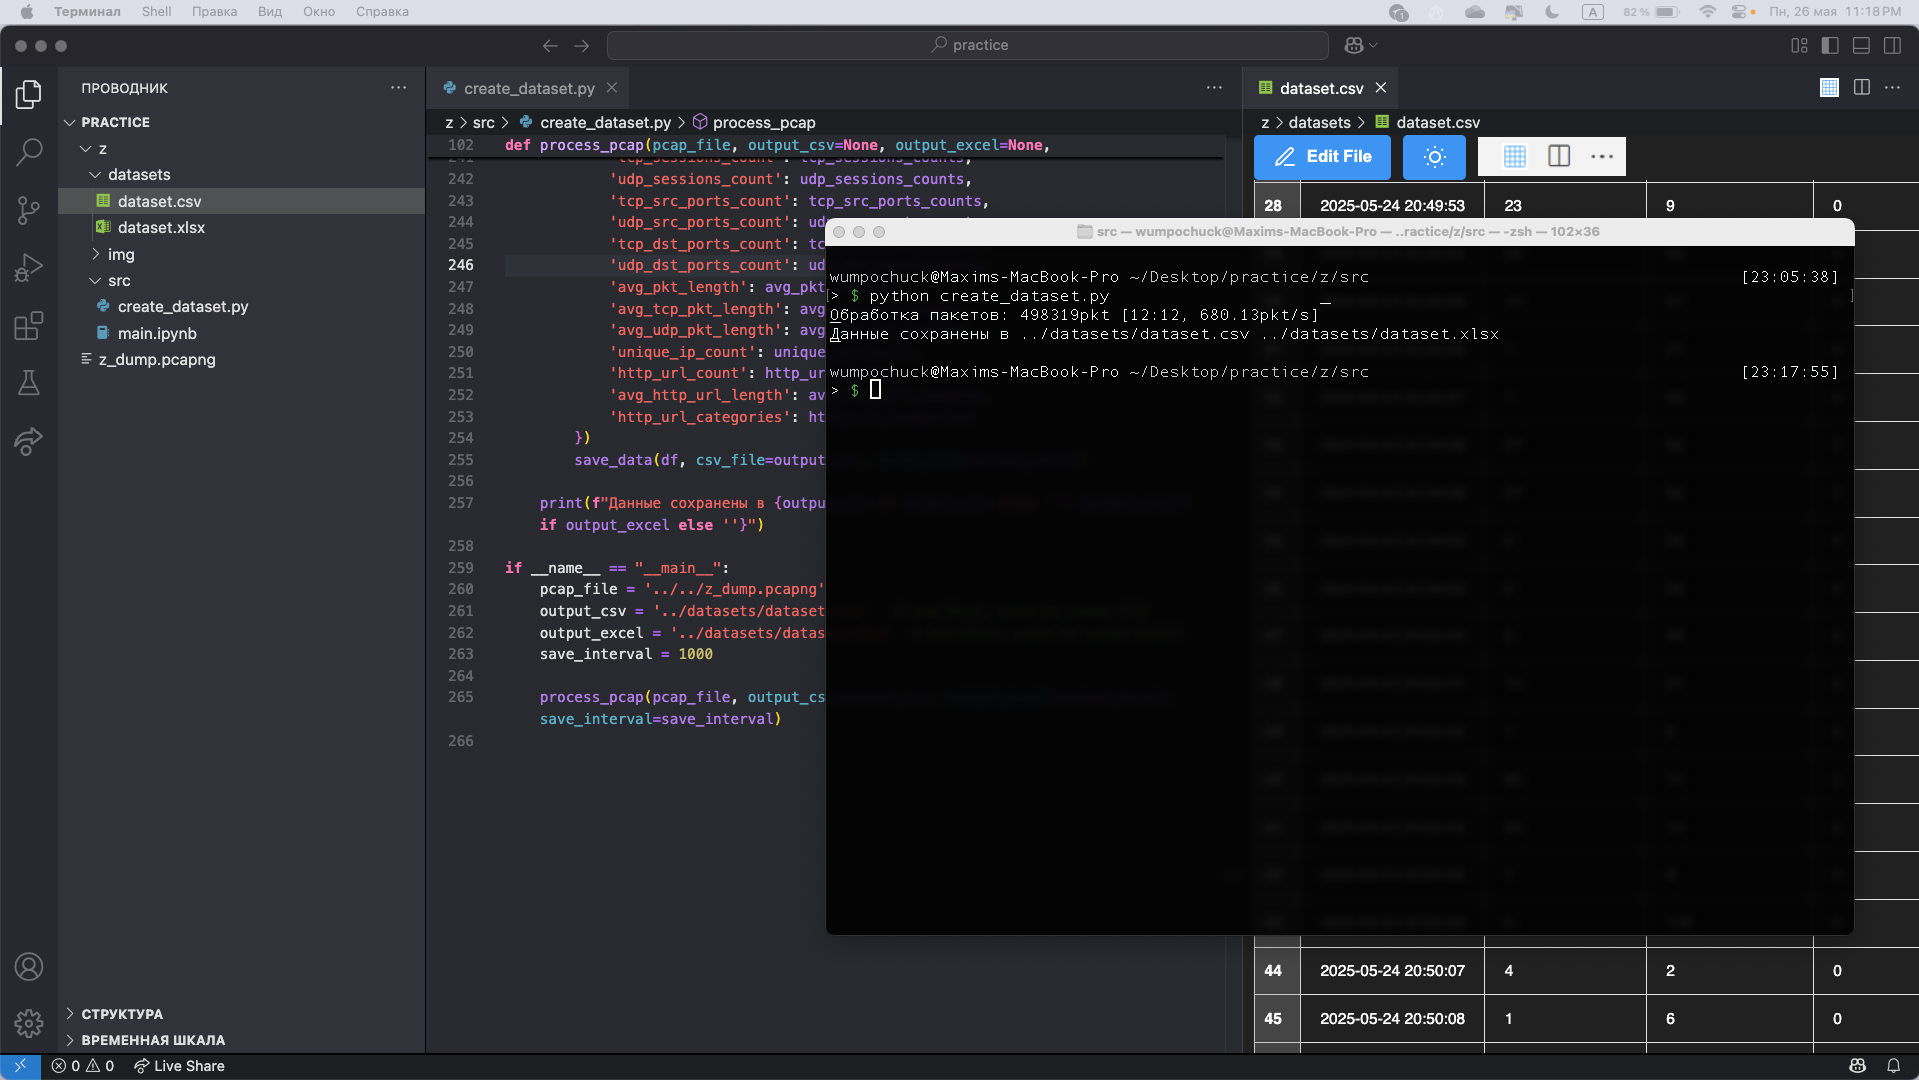 Терминал Shell Правка Вид Окно Справка
82 % A Пн, 26 мая 11:18 PM
practice
ПРОВОДНИК
PRACTICE
z
datasets
dataset.csv
dataset.xlsx
img
src
create_dataset.py
main.ipynb
z_dump.pcapng
СТРУКТУРА
ВРЕМЕННАЯ ШКАЛА
create_dataset.py
z > src > create_dataset.py > process_pcap
102 def process_pcap(pcap_file, output_csv=None, output_excel=None,
241 'tcp_sessions_count': tcp_sessions_counts,
242 'udp_sessions_count': udp_sessions_counts,
243 'tcp_src_ports_count': tcp_src_ports_counts,
244 'udp_src_ports_count': ud
245 'tcp_dst_ports_count': tc
246 'udp_dst_ports_count': ud
247 'avg_pkt_length': avg_pkt
248 'avg_tcp_pkt_length': avg
249 'avg_udp_pkt_length': avg
250 'unique_ip_count': unique
251 'http_url_count': http_ur
252 'avg_http_url_length': av
253 'http_url_categories': ht
254 })
255 save_data(df, csv_file=output
256
257 print(f"Данные сохранены в {outpu
if output_excel else ''}")
258
259 if __name__ == "__main__":
260 pcap_file = '../../z_dump.pcapng'
261 output_csv = '../datasets/dataset
262 output_excel = '../datasets/datas
263 save_interval = 1000
264
265 process_pcap(pcap_file, output_cs
save_interval=save_interval)
266
dataset.csv
z > datasets > dataset.csv
Edit File
28 2025-05-24 20:49:53 23 9 0
src — wumpochuck@Maxims-MacBook-Pro — ..ractice/z/src — -zsh — 102×36
wumpochuck@Maxims-MacBook-Pro ~/Desktop/practice/z/src [23:05:38]
> $ python create_dataset.py
Обработка пакетов: 498319pkt [12:12, 680.13pkt/s]
Данные сохранены в ../datasets/dataset.csv ../datasets/dataset.xlsx
wumpochuck@Maxims-MacBook-Pro ~/Desktop/practice/z/src [23:17:55]
> $
44 2025-05-24 20:50:07 4 2 0
45 2025-05-24 20:50:08 1 6 0
0 0 Live Share